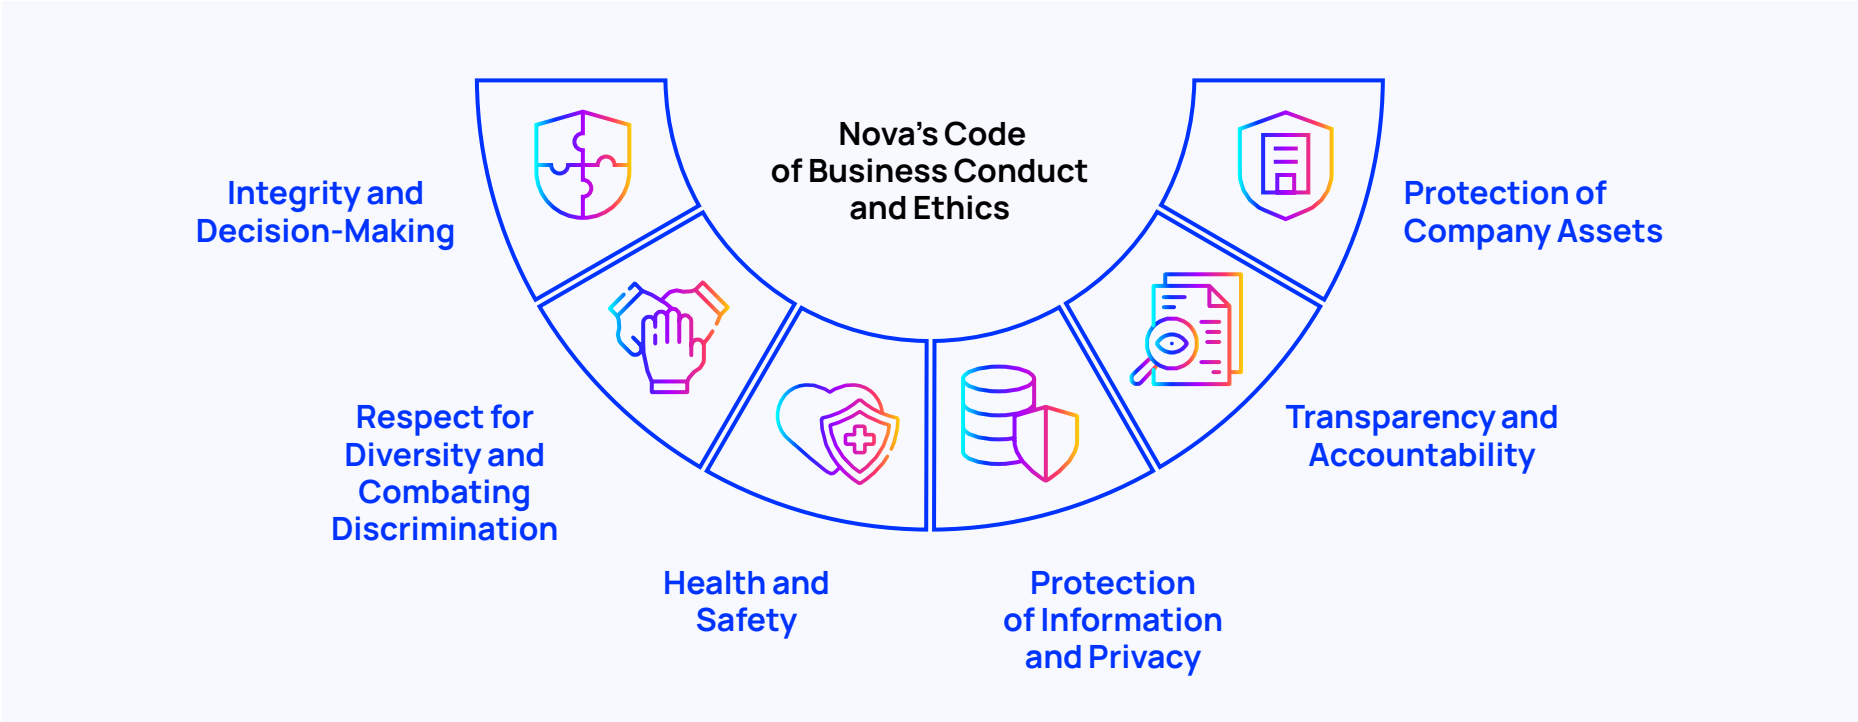 Nova’s Code
of Business Conduct
and Ethics
Integrity and
Decision-Making
Respect for
Diversity and
Combating
Discrimination
Health and
Safety
Protection
of Information
and Privacy
Transparency and
Accountability
Protection of
Company Assets